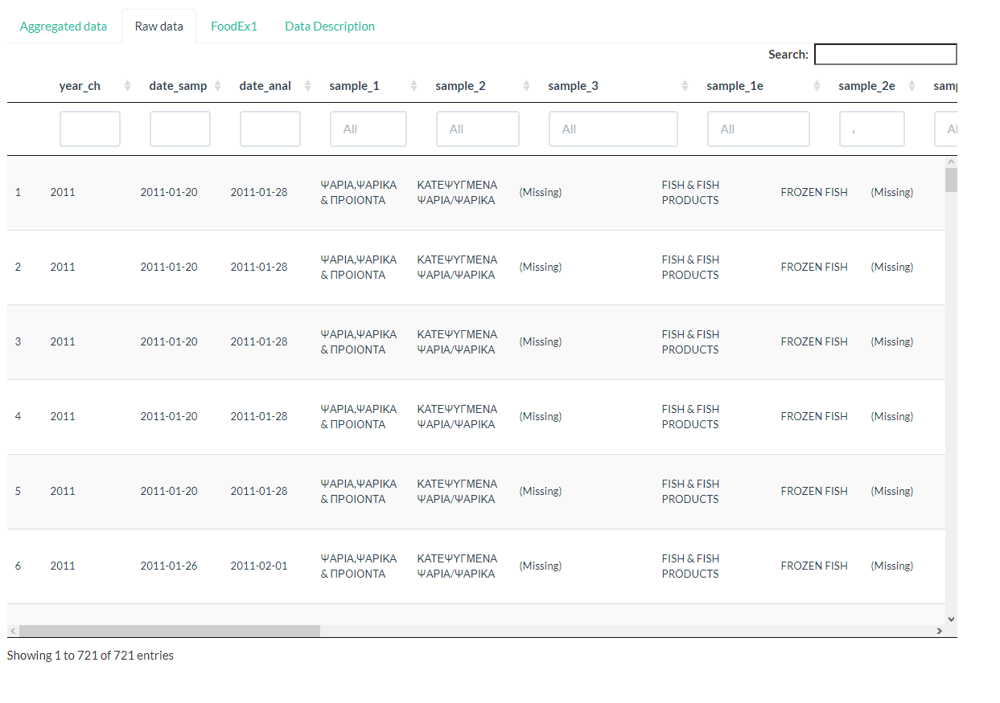 Aggregated data Raw data FoodEx1 Data Description
Search:
year_ch date_samp date_anal sample_1 sample_2 sample_3 sample_1e sample_2e
All All All All
1 2011 2011-01-20 2011-01-28 ΨΑΡΙΑ,ΨΑΡΙΚΑ & ΠΡΟΙΟΝΤΑ ΚΑΤΕΨΥΓΜΕΝΑ ΨΑΡΙΑ/ΨΑΡΙΚΑ (Missing) FISH & FISH PRODUCTS FROZEN FISH (Missing)
2 2011 2011-01-20 2011-01-28 ΨΑΡΙΑ,ΨΑΡΙΚΑ & ΠΡΟΙΟΝΤΑ ΚΑΤΕΨΥΓΜΕΝΑ ΨΑΡΙΑ/ΨΑΡΙΚΑ (Missing) FISH & FISH PRODUCTS FROZEN FISH (Missing)
3 2011 2011-01-20 2011-01-28 ΨΑΡΙΑ,ΨΑΡΙΚΑ & ΠΡΟΙΟΝΤΑ ΚΑΤΕΨΥΓΜΕΝΑ ΨΑΡΙΑ/ΨΑΡΙΚΑ (Missing) FISH & FISH PRODUCTS FROZEN FISH (Missing)
4 2011 2011-01-20 2011-01-28 ΨΑΡΙΑ,ΨΑΡΙΚΑ & ΠΡΟΙΟΝΤΑ ΚΑΤΕΨΥΓΜΕΝΑ ΨΑΡΙΑ/ΨΑΡΙΚΑ (Missing) FISH & FISH PRODUCTS FROZEN FISH (Missing)
5 2011 2011-01-20 2011-01-28 ΨΑΡΙΑ,ΨΑΡΙΚΑ & ΠΡΟΙΟΝΤΑ ΚΑΤΕΨΥΓΜΕΝΑ ΨΑΡΙΑ/ΨΑΡΙΚΑ (Missing) FISH & FISH PRODUCTS FROZEN FISH (Missing)
6 2011 2011-01-26 2011-02-01 ΨΑΡΙΑ,ΨΑΡΙΚΑ & ΠΡΟΙΟΝΤΑ ΚΑΤΕΨΥΓΜΕΝΑ ΨΑΡΙΑ/ΨΑΡΙΚΑ (Missing) FISH & FISH PRODUCTS FROZEN FISH (Missing)
Showing 1 to 721 of 721 entries